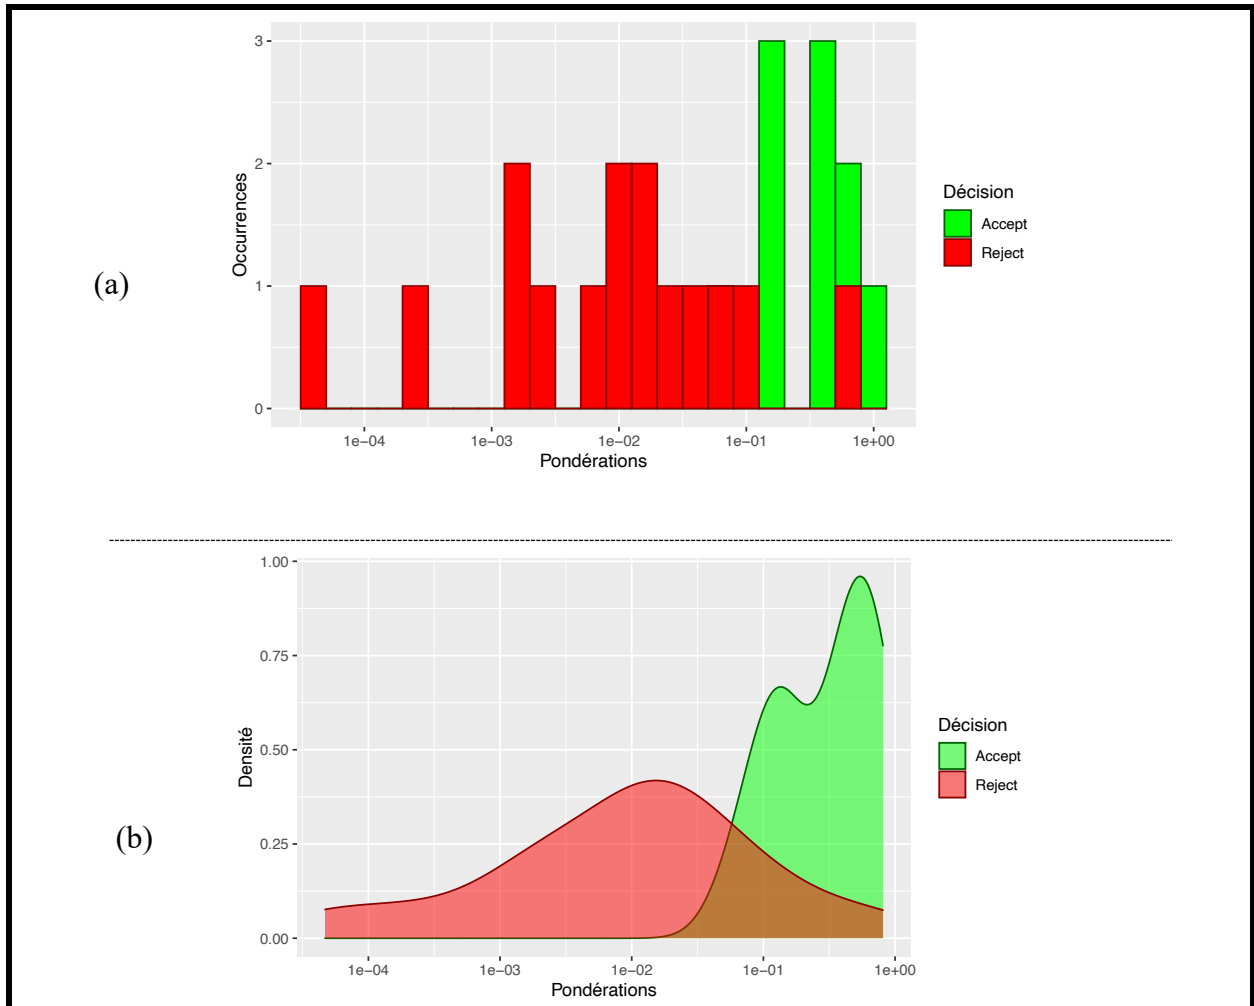 3
2
1
0
Occurrences
1e−04 1e−03 1e−02 1e−01 1e+00
Pondérations
Décision
Accept
Reject
(a)
1.00
0.75
0.50
0.25
0.00
Densité
1e−04 1e−03 1e−02 1e−01 1e+00
Pondérations
Décision
Accept
Reject
(b)